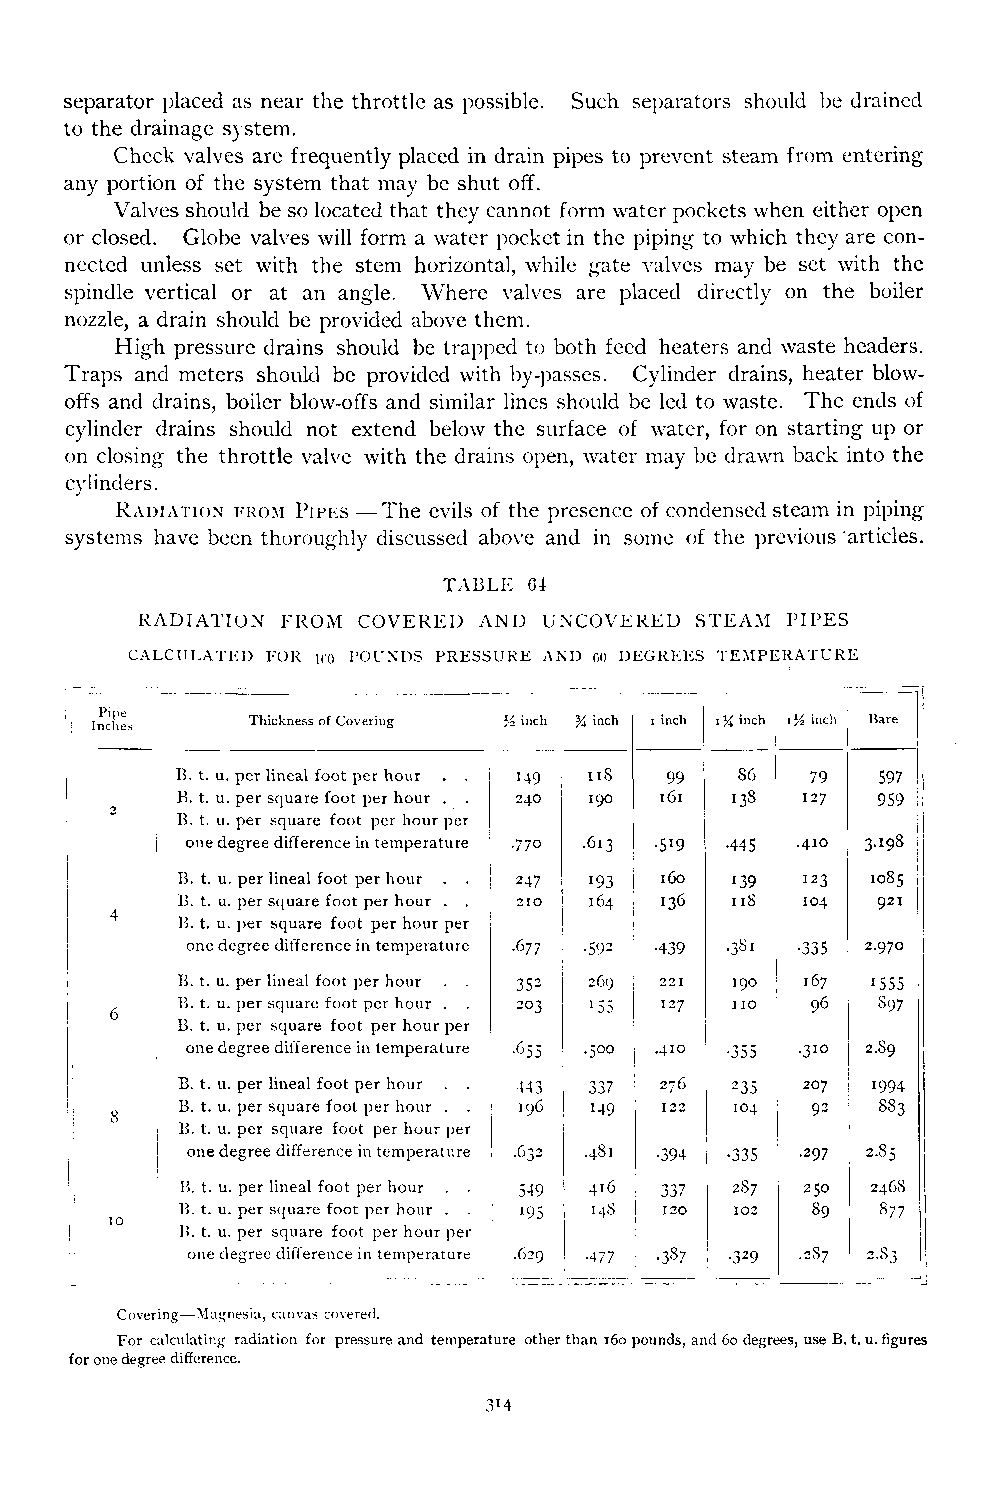 separator placed as near the throttle as possible. Such separators should be drained
to the drainage system.
Check valves are frequently placed in drain pipes to prevent steam from entering
any portion of the system that may be shut off.
Valves should be so located that they cannot form water pockets when either open
or closed. Globe valves will form a water pocket in the piping to which they are con-
nected unless set with the stem horizontal, while gate valves may be set with the
spindle vertical or at an angle. Where valves are placed directly on the boiler
nozzle, a drain should be provided above them.
High pressure drains should be trapped to both feed heaters and waste headers.
Traps and meters should be provided with by-passes. Cylinder drains, heater blow-
offs and drains, boiler blow-offs and similar lines should be led to waste. The ends of
cylinder drains should not extend below the surface of water, for on starting up or
on closing the throttle valve with the drains open, water may be drawn back into the
cylinders.
RADIATION FROM PIPES — The evils of the presence of condensed steam in piping
systems have been thoroughly discussed above and in some of the previous articles.
TABLE 64
RADIATION FROM COVERED AND UNCOVERED STEAM PIPES
CALCULATED FOR 160 POUNDS PRESSURE AND 60 DEGREES TEMPERATURE
Pipe Inches Thickness of Covering ½ inch ¾ inch 1 inch 1¼ inch 1½ inch Bare
B. t. u. per lineal foot per hour . . 149 118 99 86 79 597
2 B. t. u. per square foot per hour . . 240 190 161 138 127 959
B. t. u. per square foot per hour per
one degree difference in temperature .770 .613 .519 .445 .410 3.198
B. t. u. per lineal foot per hour . . 247 193 160 139 123 1085
4 B. t. u. per square foot per hour . . 210 164 136 118 104 921
B. t. u. per square foot per hour per
one degree difference in temperature .677 .592 .439 .381 .335 2.970
B. t. u. per lineal foot per hour . . 352 269 221 190 167 1555
6 B. t. u. per square foot per hour . . 203 155 127 110 96 897
B. t. u. per square foot per hour per
one degree difference in temperature .655 .500 .410 .355 .310 2.89
B. t. u. per lineal foot per hour . . 443 337 276 235 207 1994
8 B. t. u. per square foot per hour . . 196 149 122 104 92 883
B. t. u. per square foot per hour per
one degree difference in temperature .632 .481 .394 .335 .297 2.85
B. t. u. per lineal foot per hour . . 549 416 337 287 250 2468
10 B. t. u. per square foot per hour . . 195 148 120 102 89 877
B. t. u. per square foot per hour per
one degree difference in temperature .629 .477 .387 .329 .287 2.83
Covering—Magnesia, canvas covered.
For calculating radiation for pressure and temperature other than 160 pounds, and 60 degrees, use B. t. u. figures
for one degree difference.
314